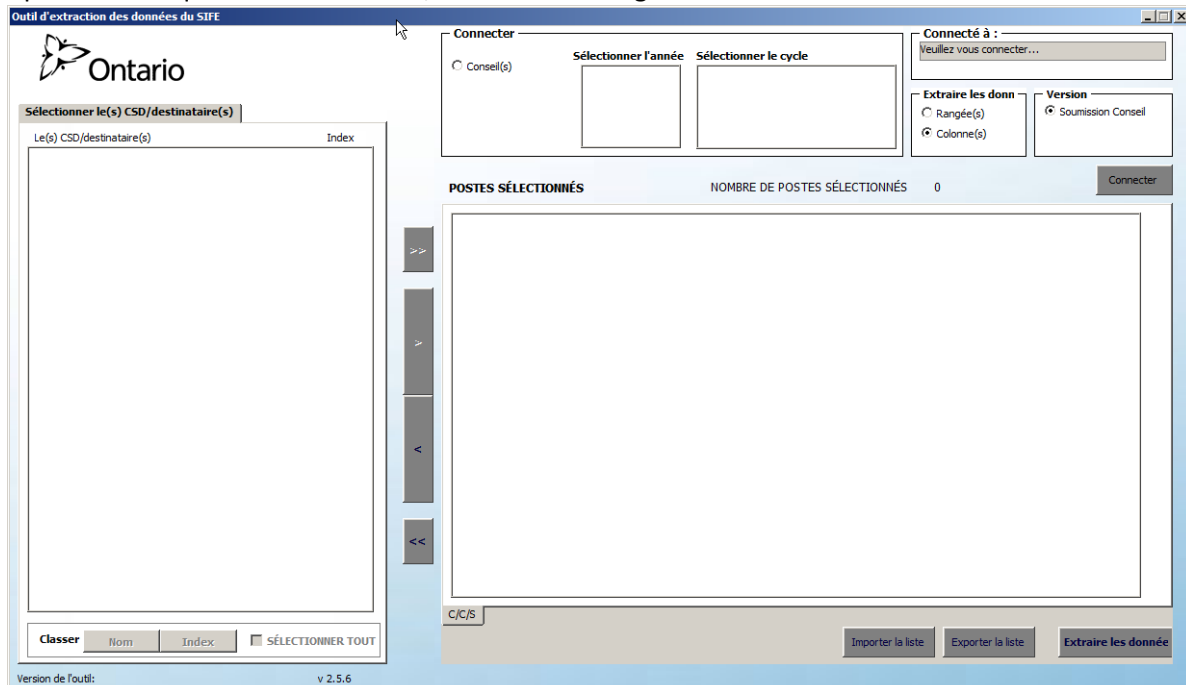 Outil d'extraction des données du SIFE
Ontario
Connecter
Conseil(s)
Sélectionner l'année
Sélectionner le cycle
Connecté à :
Veuillez vous connecter...
Extraire les donn
Rangée(s)
Colonne(s)
Version
Soumission Conseil
Sélectionner le(s) CSD/destinataire(s)
Le(s) CSD/destinataire(s) Index
POSTES SÉLECTIONNÉS
NOMBRE DE POSTES SÉLECTIONNÉS 0
Connecter
>>
>
<
<<
C/C/S
Classer
Nom
Index
SÉLECTIONNER TOUT
Importer la liste
Exporter la liste
Extraire les donnée
Version de l'outil: v 2.5.6